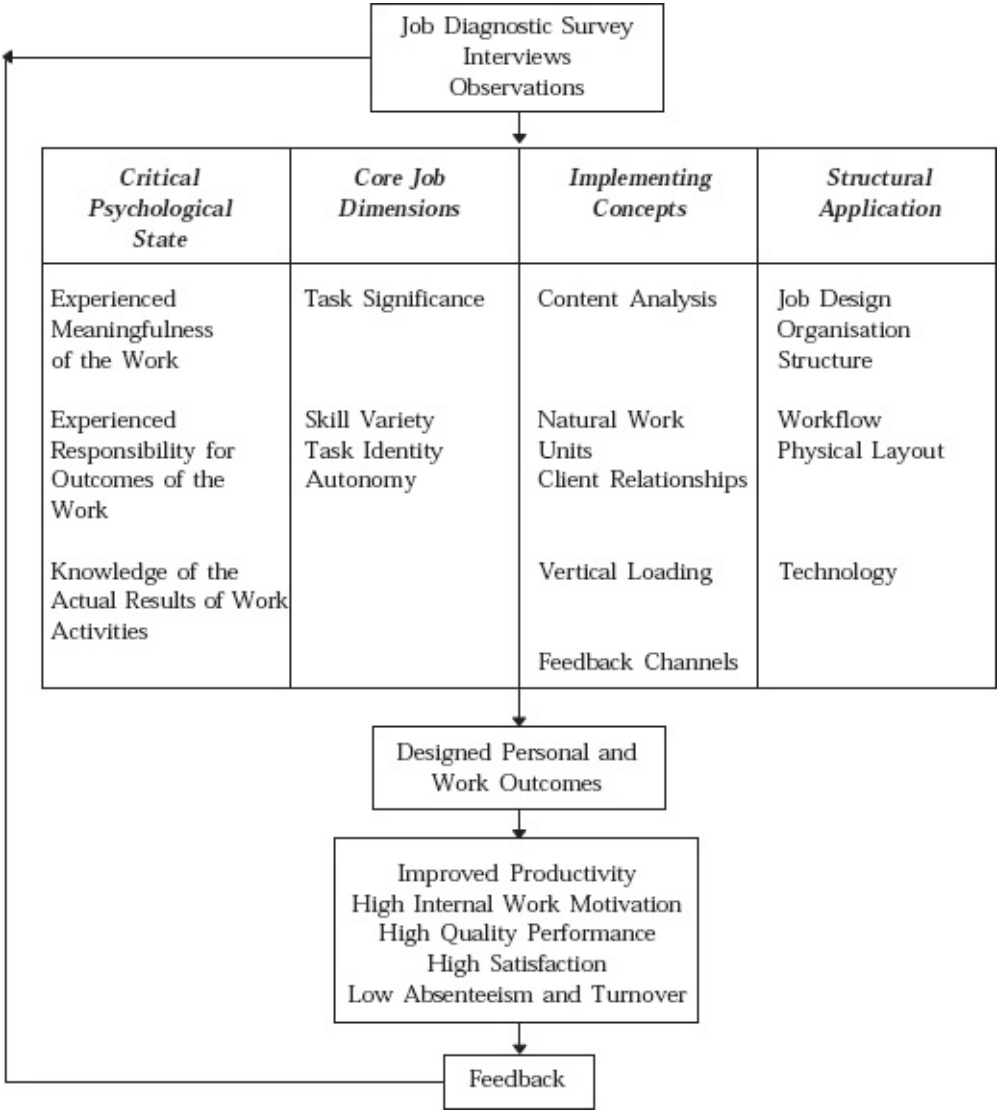 Job Diagnostic Survey
Interviews
Observations
Critical
Psychological
State
Core Job
Dimensions
Implementing
Concepts
Structural
Application
Experienced
Meaningfulness
of the Work
Task Significance
Content Analysis
Job Design
Organisation
Structure
Experienced
Responsibility for
Outcomes of the
Work
Skill Variety
Task Identity
Autonomy
Natural Work
Units
Client Relationships
Workflow
Physical Layout
Knowledge of the
Actual Results of Work
Activities
Vertical Loading
Technology
Feedback Channels
Designed Personal and
Work Outcomes
Improved Productivity
High Internal Work Motivation
High Quality Performance
High Satisfaction
Low Absenteeism and Turnover
Feedback